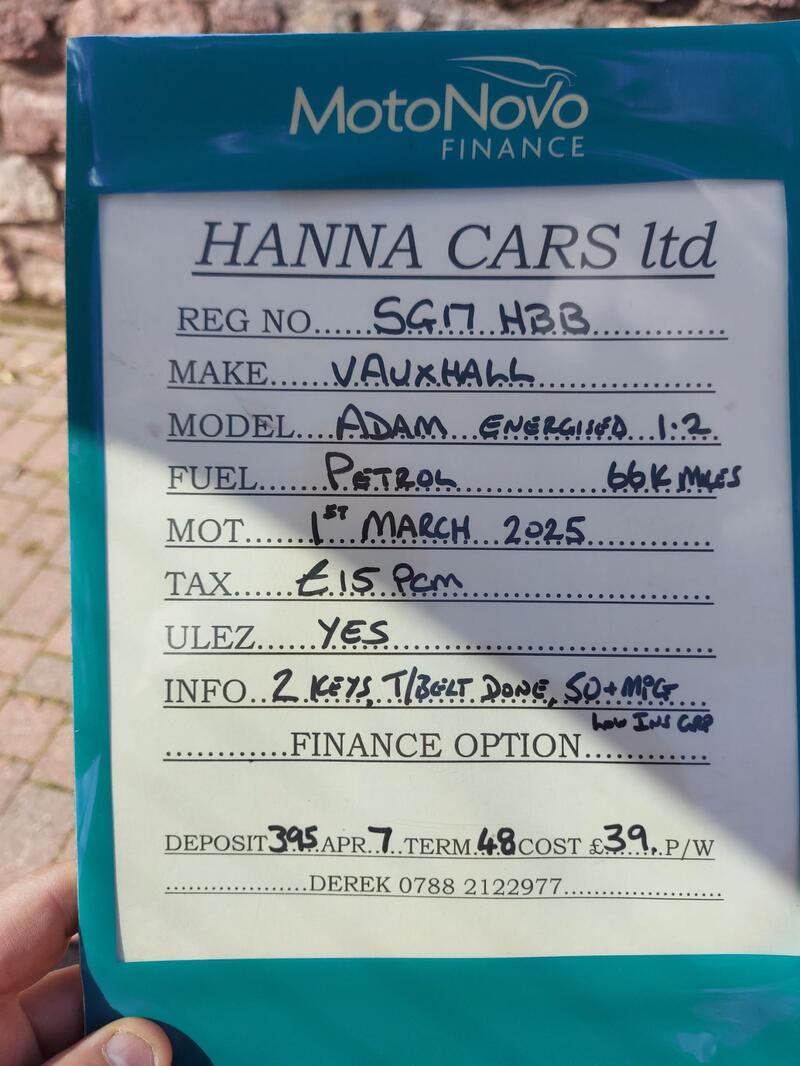 MotoNovo
FINANCE
HANNA CARS ltd
REG NO.....SG17 HBB..............
MAKE......VAUXHALL..................
MODEL....ADAM...ENERGISED...1.2..
FUEL......PETROL................66K MILES
MOT.......1ST MARCH...2025..............
TAX......£15 PCM..........................
ULEZ.....YES..................................
INFO..2 KEYS, T/BELT DONE, 50+MPG...
LOW INS GRP
............FINANCE OPTION............
DEPOSIT 395 APR.7..TERM.48 COST £39..P/W
...................DEREK 0788 2122977.....................